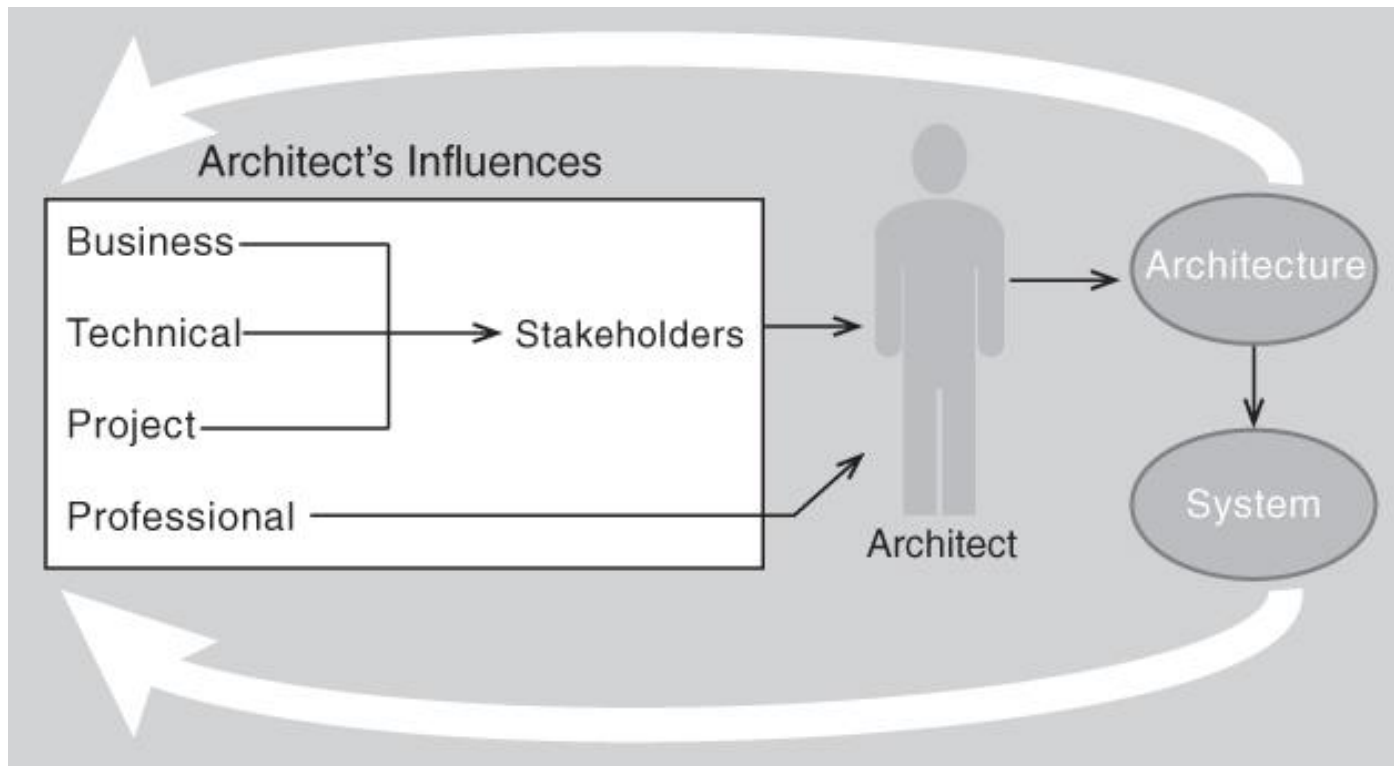 Architect's Influences
Business
Technical
Stakeholders
Project
Professional
Architect
Architecture
System